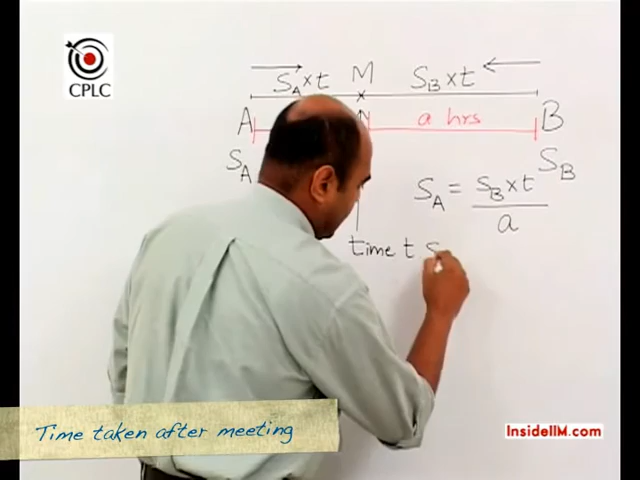 CPLC
S_A × t M S_B × t
A a hrs B
S_A S_B
S_A = S_B × t / a
time t S
Time taken after meeting
InsideIIM.com